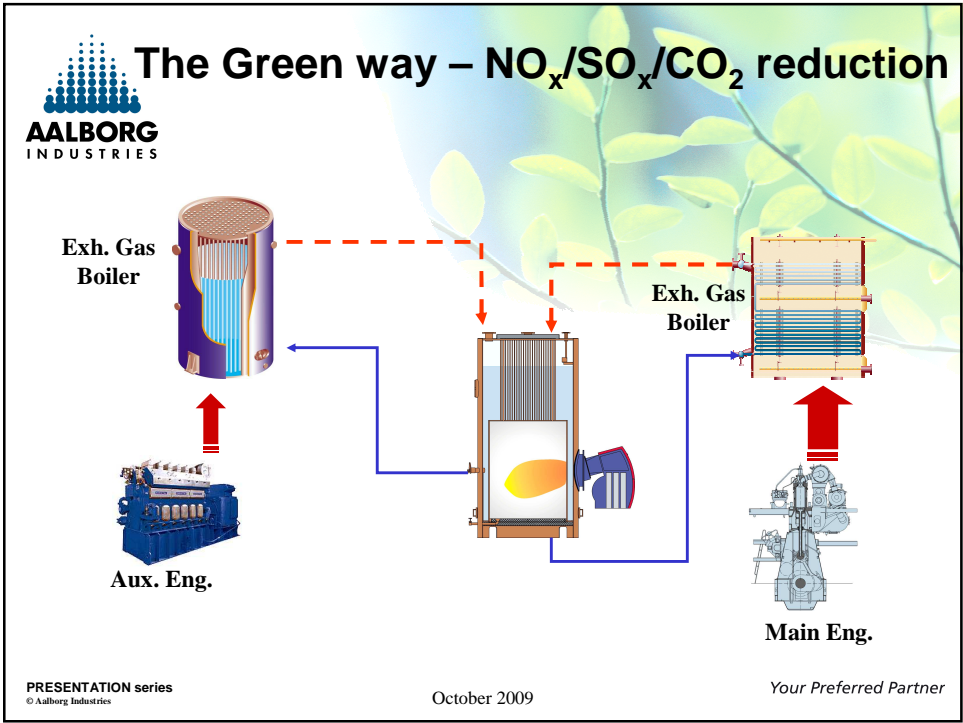 The Green way – NOx/SOx/CO2 reduction
AALBORG
INDUSTRIES
Exh. Gas
Boiler
Exh. Gas
Boiler
Aux. Eng.
Main Eng.
PRESENTATION series
© Aalborg Industries
October 2009
Your Preferred Partner